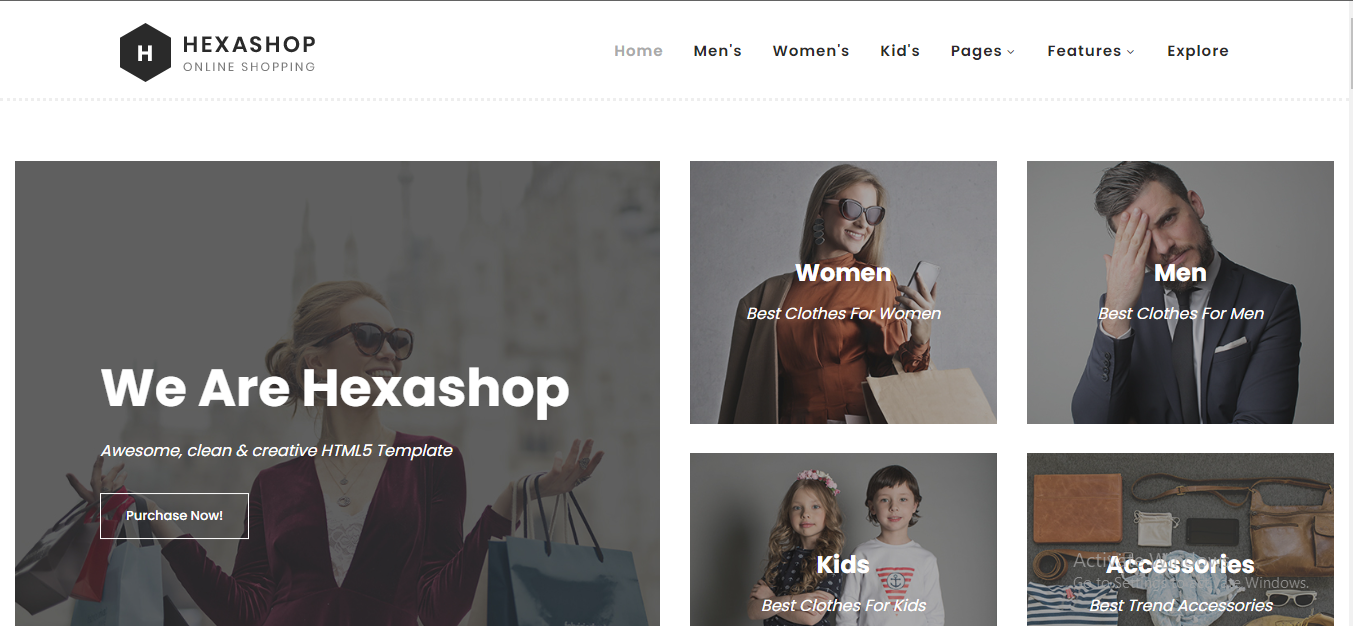 H
HEXASHOP
ONLINE SHOPPING
Home
Men's
Women's
Kid's
Pages
Features
Explore
We Are Hexashop
Awesome, clean & creative HTML5 Template
Purchase Now!
Women
Best Clothes For Women
Men
Best Clothes For Men
Kids
Best Clothes For Kids
Accessories
Best Trend Accessories
Activate Windows
Go to Settings to activate Windows.